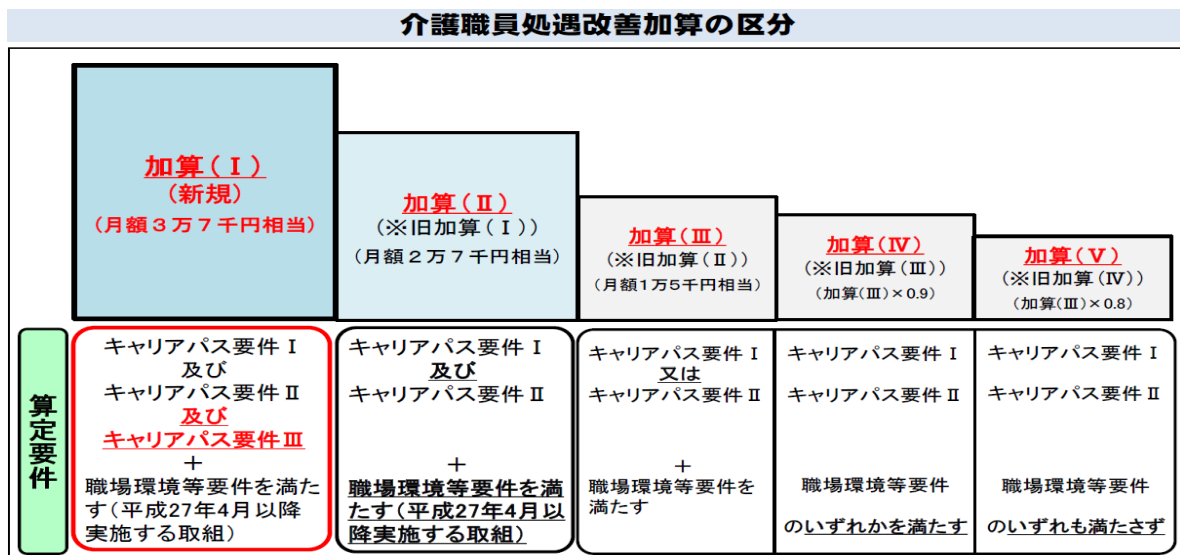 介護職員処遇改善加算の区分
加算(Ⅰ)
(新規)
(月額3万7千円相当)
加算(Ⅱ)
(※旧加算(Ⅰ))
(月額2万7千円相当)
加算(Ⅲ)
(※旧加算(Ⅱ))
(月額1万5千円相当)
加算(Ⅳ)
(※旧加算(Ⅲ))
(加算(Ⅲ)×0.9)
加算(Ⅴ)
(※旧加算(Ⅳ))
(加算(Ⅲ)×0.8)
算定要件
キャリアパス要件Ⅰ
及び
キャリアパス要件Ⅱ
及び
キャリアパス要件Ⅲ
+
職場環境等要件を満た
す(平成27年4月以降
実施する取組)
キャリアパス要件Ⅰ
及び
キャリアパス要件Ⅱ
+
職場環境等要件を満
たす(平成27年4月以
降実施する取組)
キャリアパス要件Ⅰ
又は
キャリアパス要件Ⅱ
+
職場環境等要件を
満たす
キャリアパス要件Ⅰ
キャリアパス要件Ⅱ
職場環境等要件
のいずれかを満たす
キャリアパス要件Ⅰ
キャリアパス要件Ⅱ
職場環境等要件
のいずれも満たさず